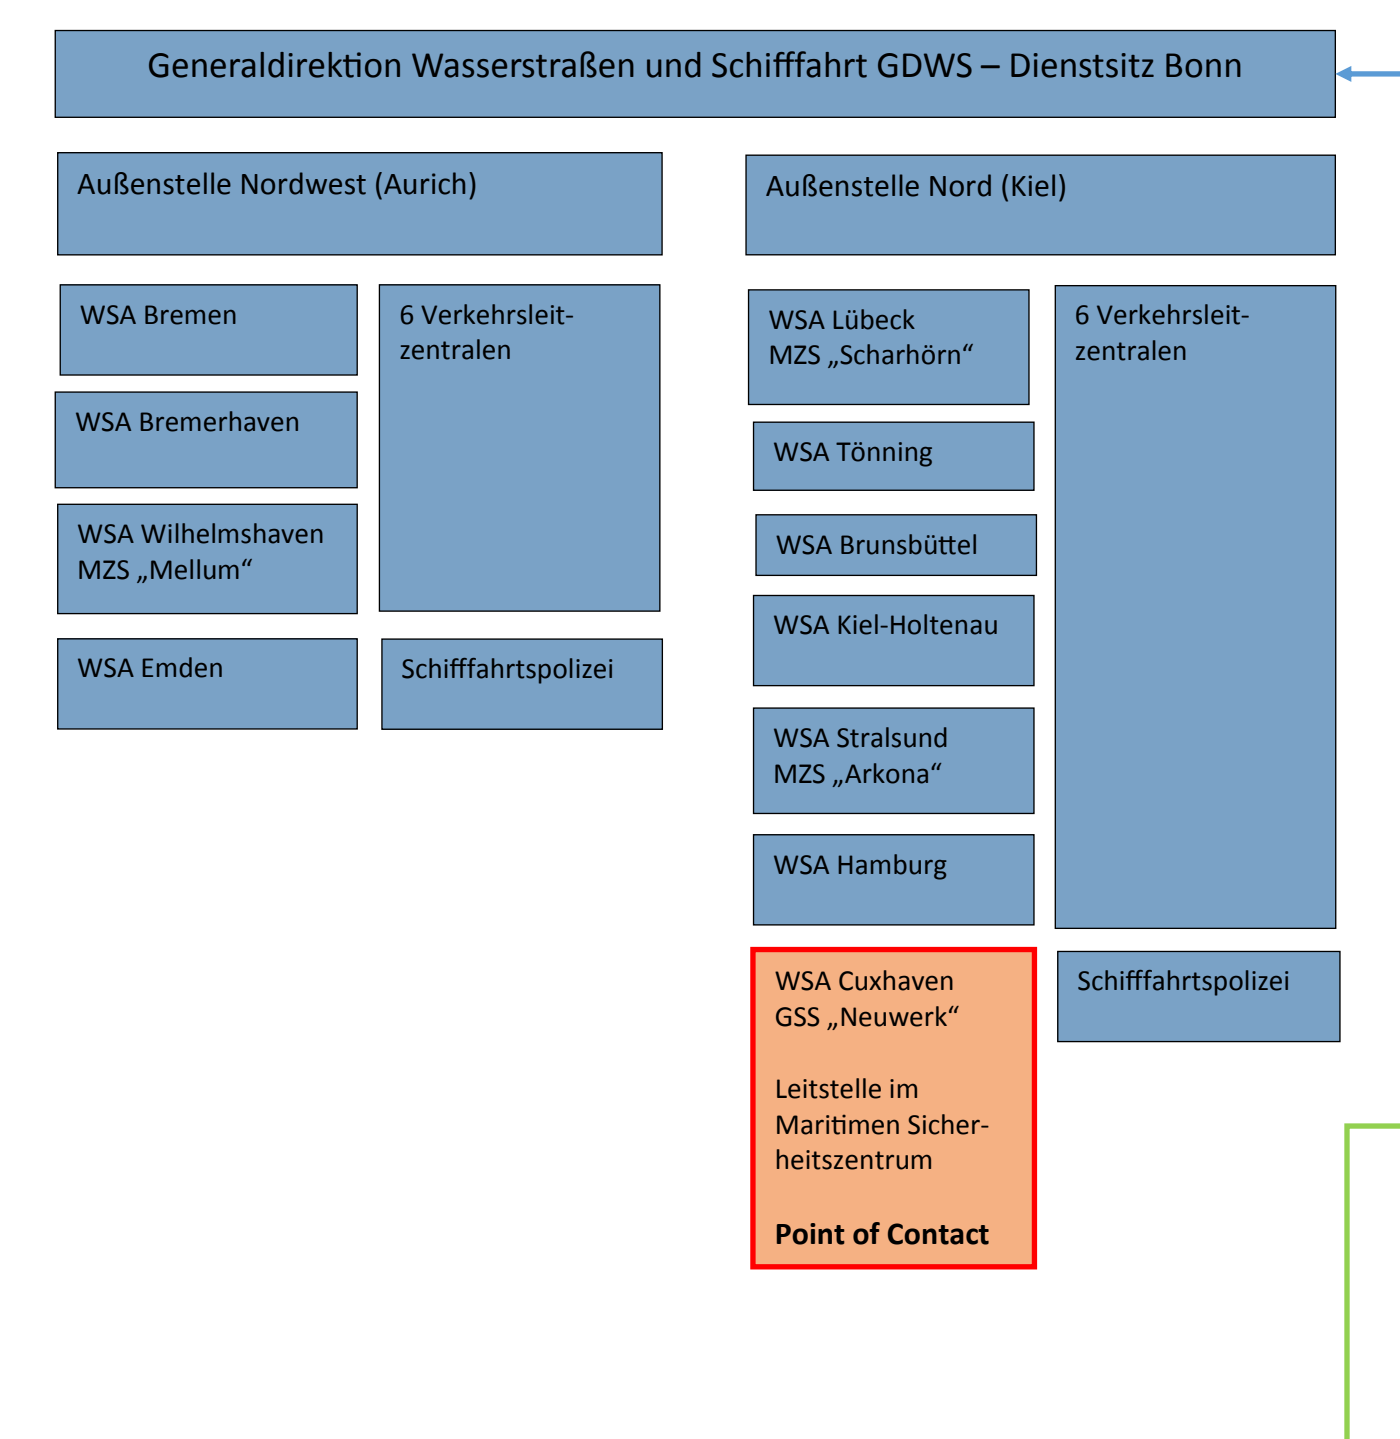 Generaldirektion Wasserstraßen und Schifffahrt GDWS – Dienstsitz Bonn
Außenstelle Nordwest (Aurich)
WSA Bremen
WSA Bremerhaven
WSA Wilhelmshaven
MZS „Mellum“
WSA Emden
6 Verkehrsleit-
zentralen
Schifffahrtspolizei
Außenstelle Nord (Kiel)
WSA Lübeck
MZS „Scharhörn“
WSA Tönning
WSA Brunsbüttel
WSA Kiel-Holtenau
WSA Stralsund
MZS „Arkona“
WSA Hamburg
WSA Cuxhaven
GSS „Neuwerk“
Leitstelle im
Maritimen Sicher-
heitszentrum
Point of Contact
6 Verkehrsleit-
zentralen
Schifffahrtspolizei